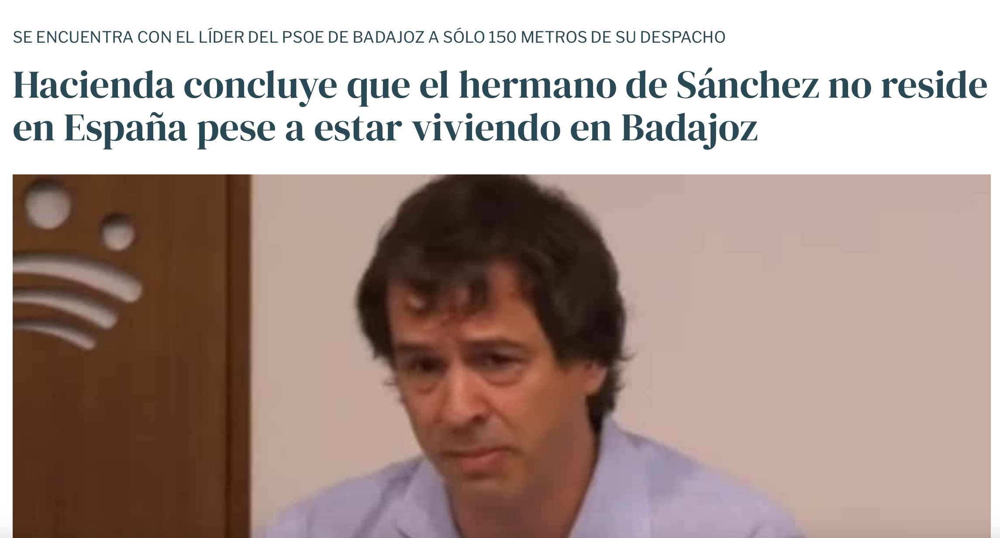 SE ENCUENTRA CON EL LÍDER DEL PSOE DE BADAJOZ A SÓLO 150 METROS DE SU DESPACHO
Hacienda concluye que el hermano de Sánchez no reside
en España pese a estar viviendo en Badajoz